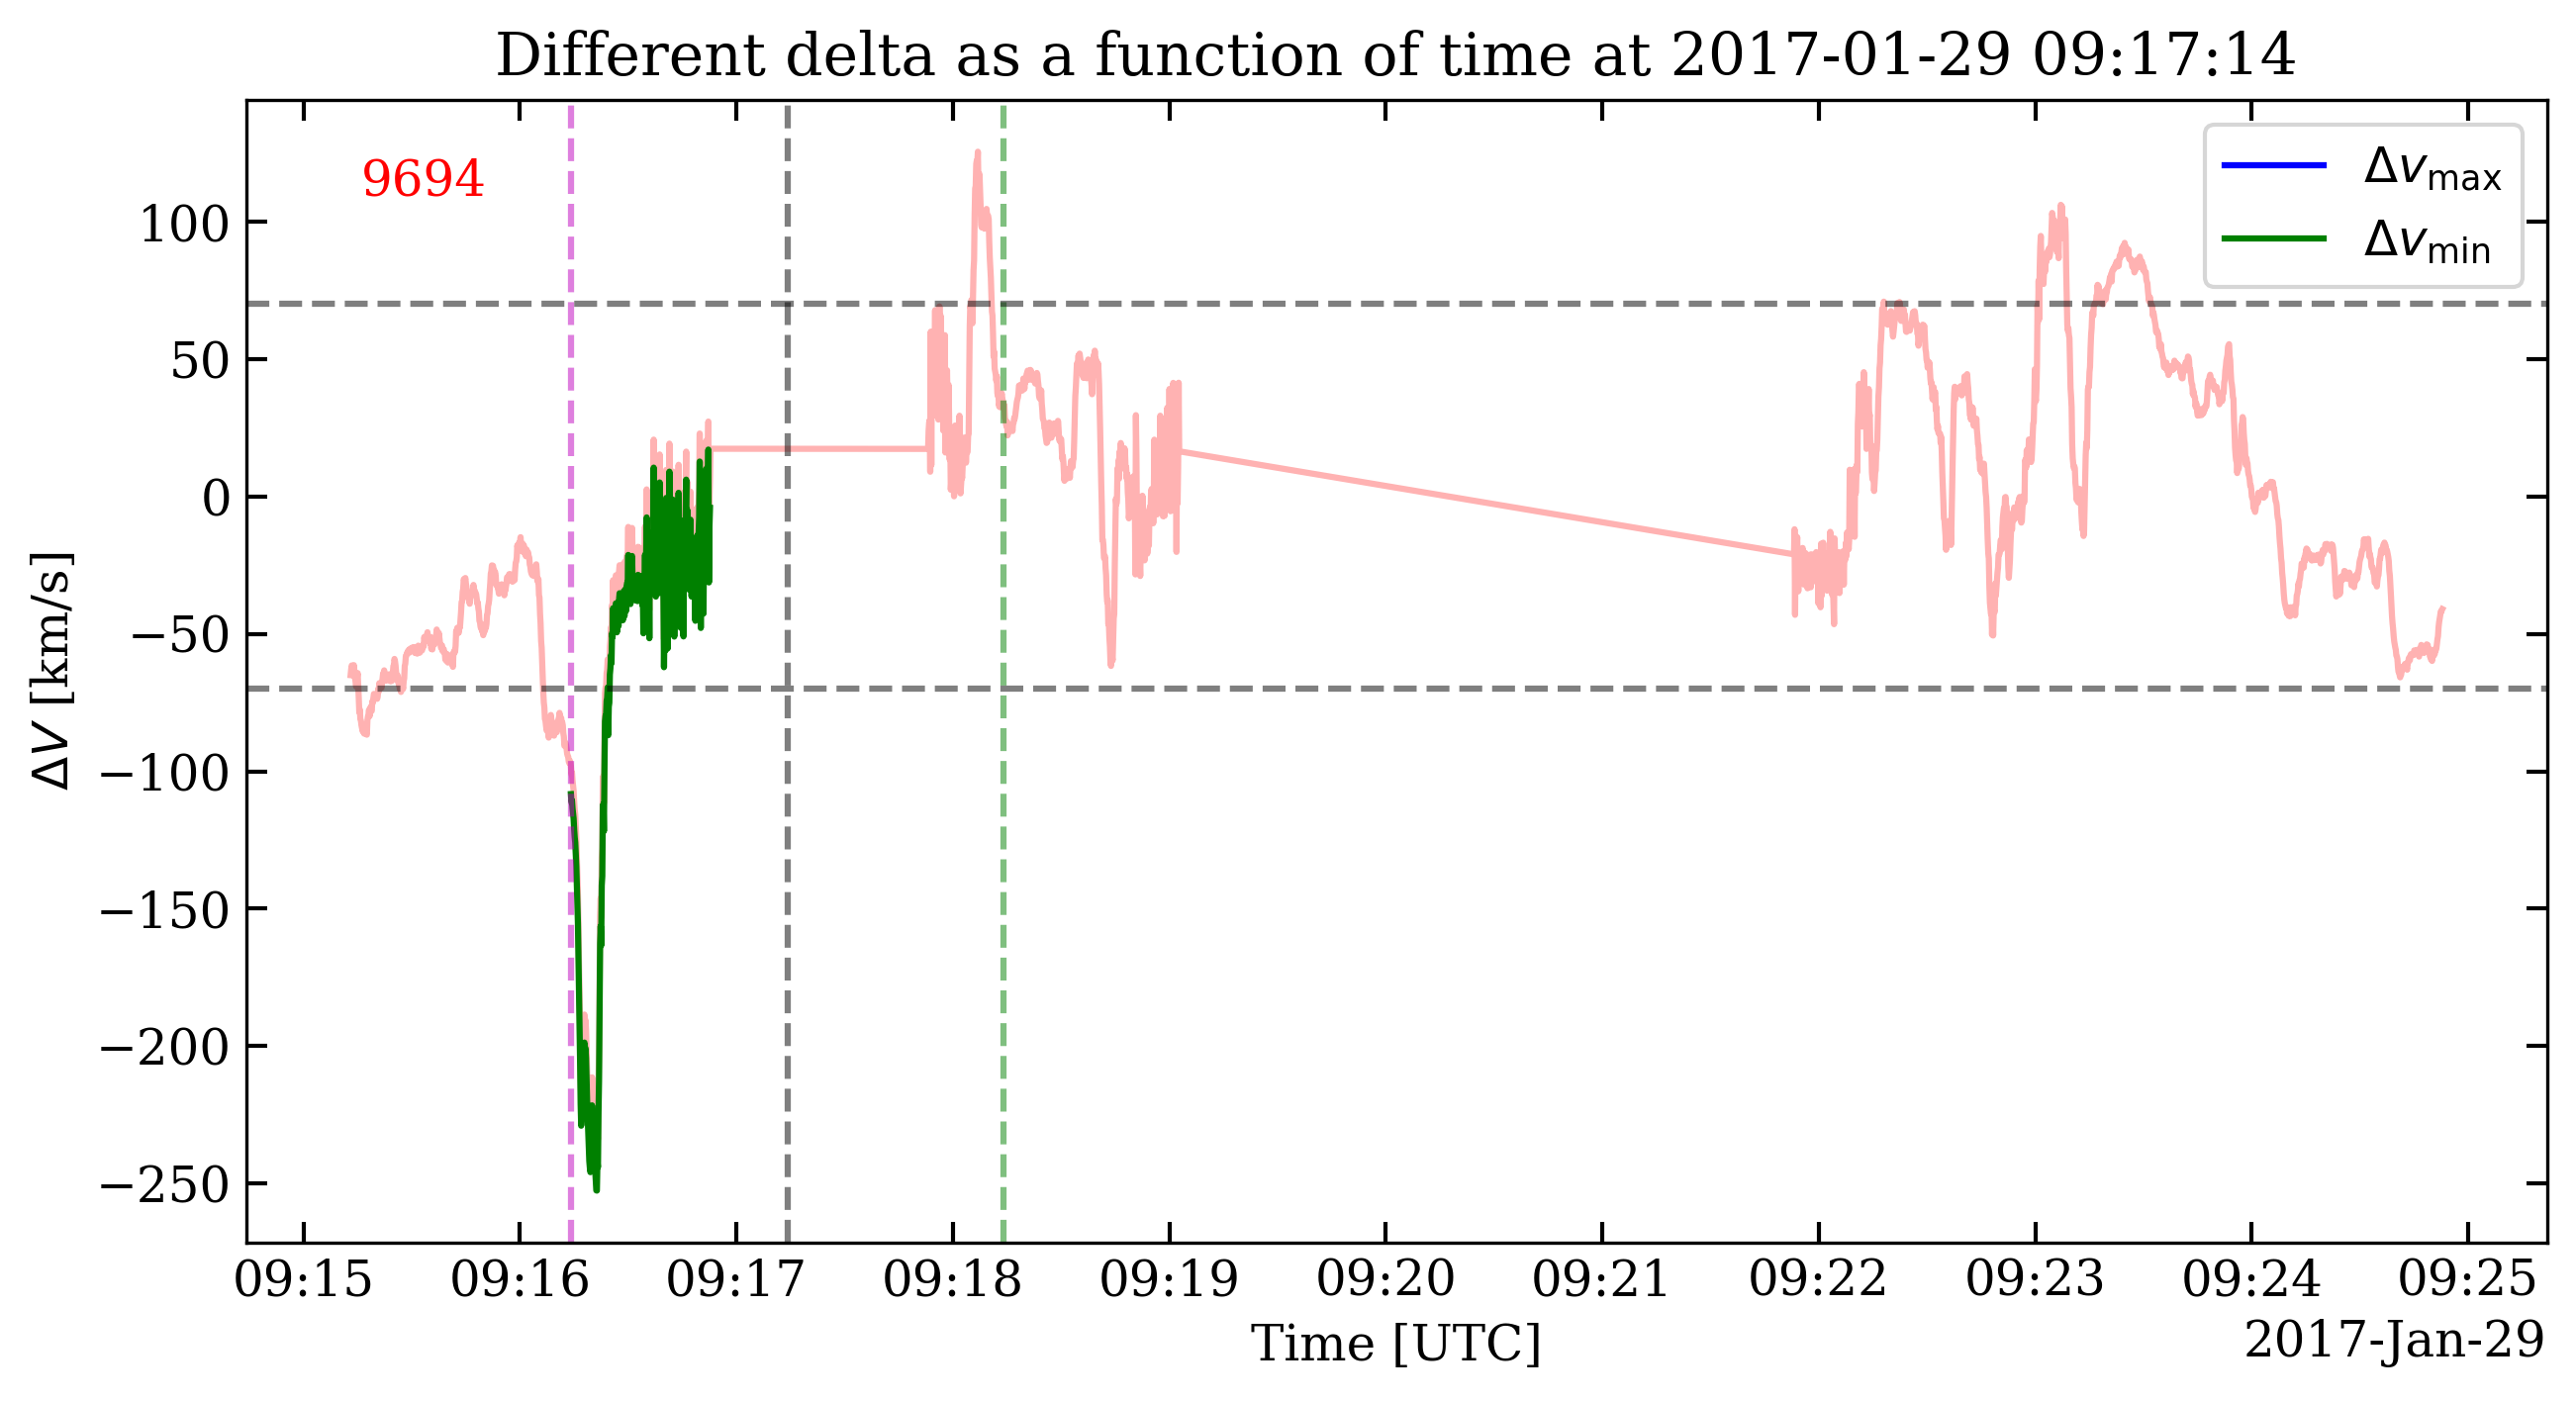 Different delta as a function of time at 2017-01-29 09:17:14
9694
Δv_max
Δv_min
100
50
0
−50
−100
−150
−200
−250
ΔV [km/s]
09:15 09:16 09:17 09:18 09:19 09:20 09:21 09:22 09:23 09:24 09:25
Time [UTC]
2017-Jan-29